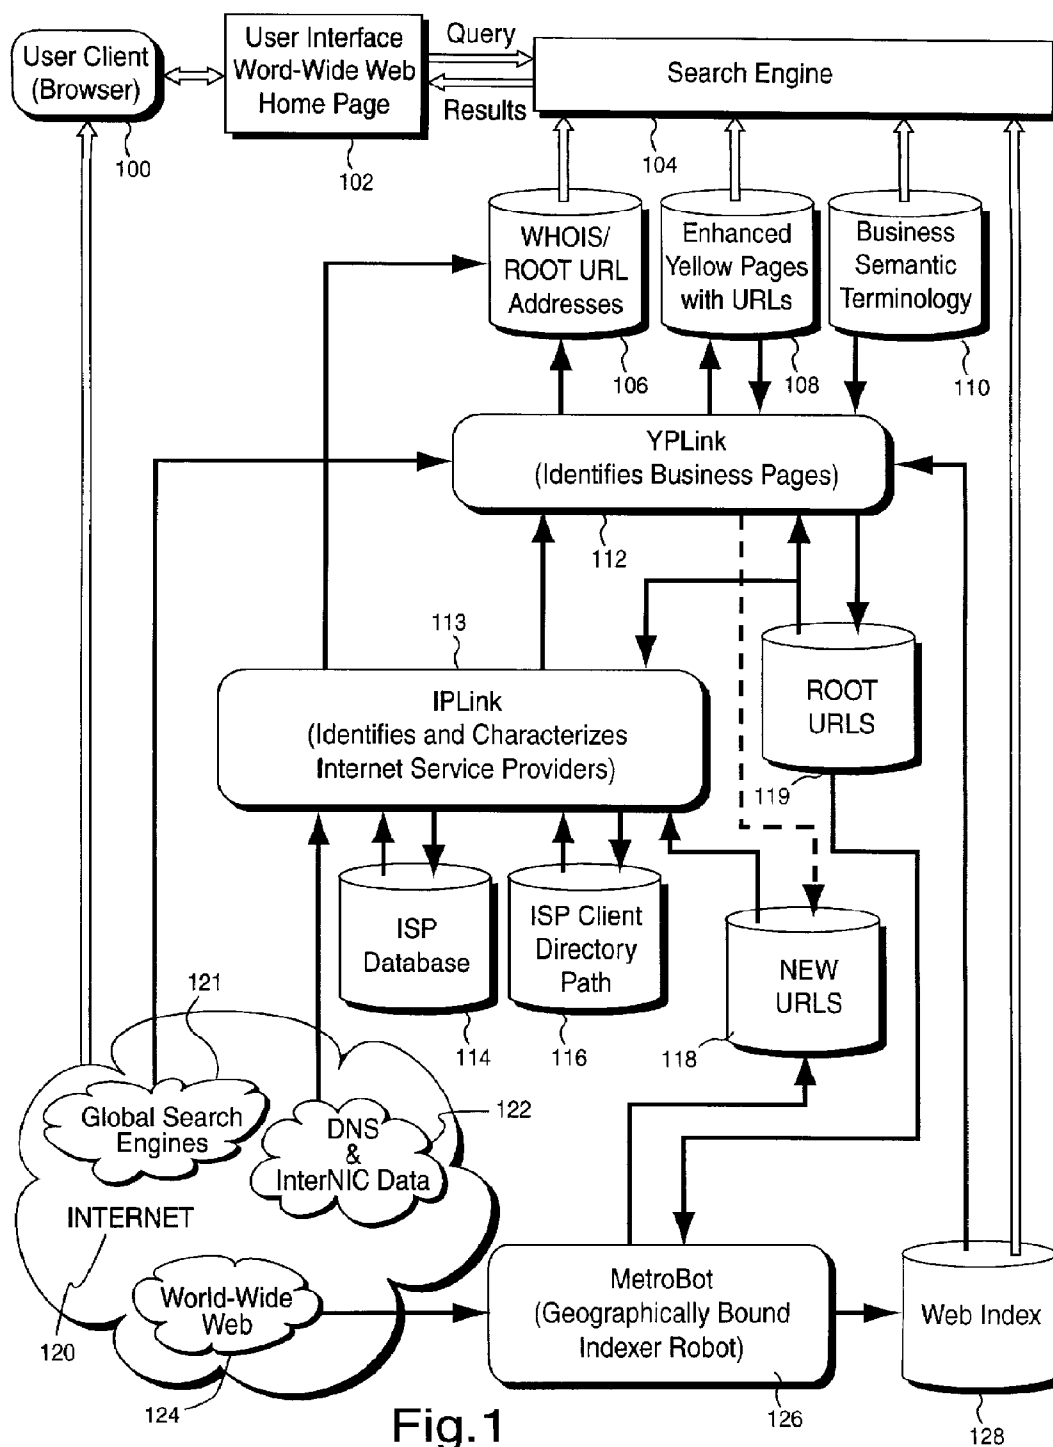 User Client
(Browser)
100
User Interface
Word-Wide Web
Home Page
102
Query
Results
Search Engine
104
WHOIS/
ROOT URL
Addresses
106
Enhanced
Yellow Pages
with URLs
108
Business
Semantic
Terminology
110
YPLink
(Identifies Business Pages)
112
113
IPLink
(Identifies and Characterizes
Internet Service Providers)
ROOT
URLS
119
ISP
Database
114
ISP Client
Directory
Path
116
NEW
URLS
118
121
Global Search
Engines
122
DNS
&
InterNIC Data
INTERNET
120
World-Wide
Web
124
MetroBot
(Geographically Bound
Indexer Robot)
126
Web Index
128
Fig.1